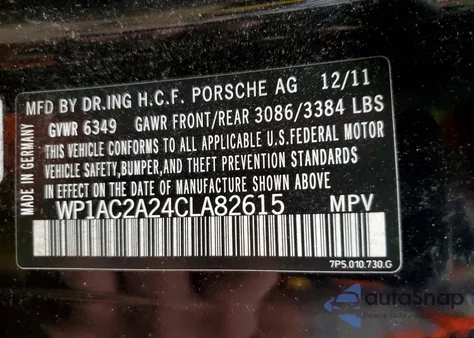 MFD BY DR.ING H.C.F. PORSCHE AG 12/11
GVWR 6349 GAWR FRONT/REAR 3086/3384 LBS
THIS VEHICLE CONFORMS TO ALL APPLICABLE U.S.FEDERAL MOTOR
VEHICLE SAFETY,BUMPER,AND THEFT PREVENTION STANDARDS
IN EFFECT ON THE DATE OF MANUFACTURE SHOWN ABOVE
WP1AC2A24CLA82615 MPV
7P5.010.730.G
MADE IN GERMANY
autoSnap